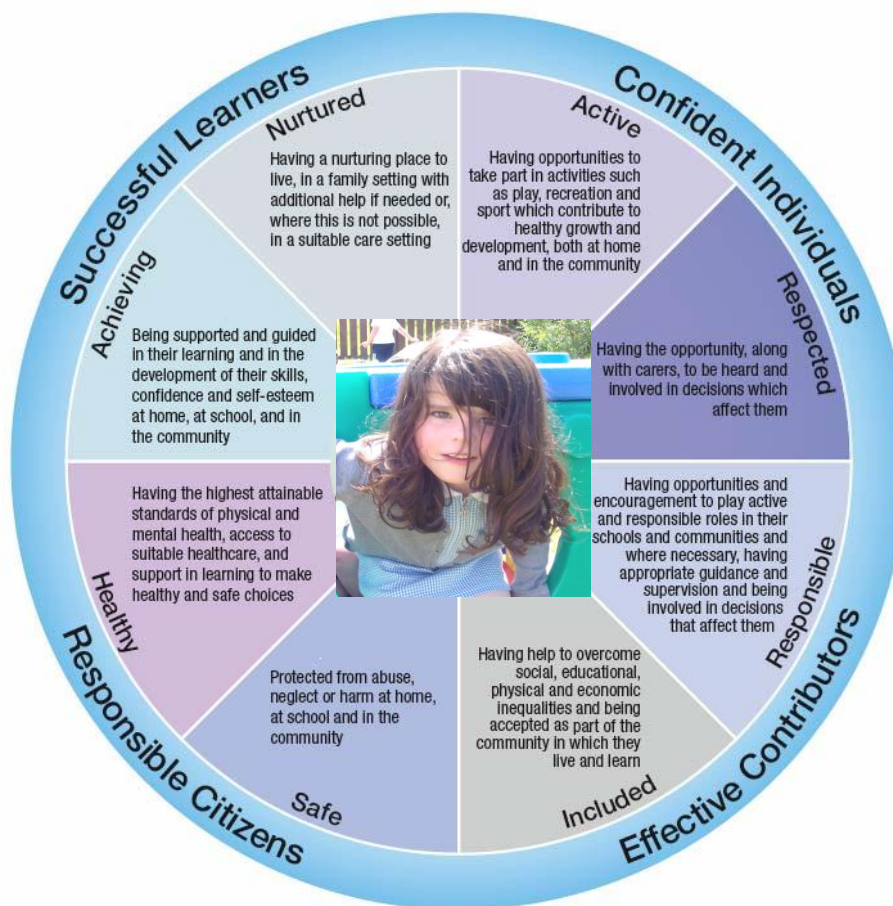 Successful Learners
Confident Individuals
Nurtured
Having a nurturing place to
live, in a family setting with
additional help if needed or,
where this is not possible,
in a suitable care setting
Active
Having opportunities to
take part in activities such
as play, recreation and
sport which contribute to
healthy growth and
development, both at home
and in the community
Achieving
Being supported and guided
in their learning and in the
development of their skills,
confidence and self-esteem
at home, at school, and in
the community
Respected
Having the opportunity, along
with carers, to be heard and
involved in decisions which
affect them
Healthy
Having the highest attainable
standards of physical and
mental health, access to
suitable healthcare, and
support in learning to make
healthy and safe choices
Responsible
Having opportunities and
encouragement to play active
and responsible roles in their
schools and communities and
where necessary, having
appropriate guidance and
supervision and being
involved in decisions
that affect them
Safe
Protected from abuse,
neglect or harm at home,
at school and in the
community
Included
Having help to overcome
social, educational,
physical and economic
inequalities and being
accepted as part of the
community in which they
live and learn
Responsible Citizens
Effective Contributors